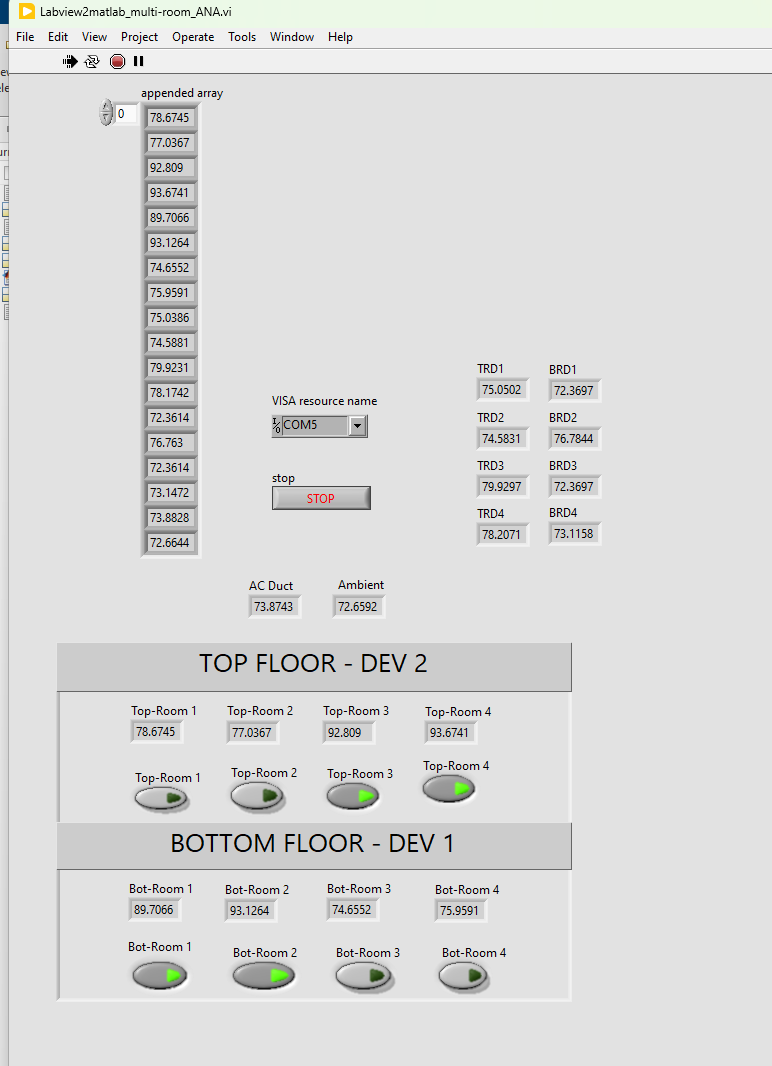 Labview2matlab_multi-room_ANA.vi
File Edit View Project Operate Tools Window Help
appended array
0
78.6745
77.0367
92.809
93.6741
89.7066
93.1264
74.6552
75.9591
75.0386
74.5881
79.9231
78.1742
72.3614
76.763
72.3614
73.1472
73.8828
72.6644
VISA resource name
COM5
stop
STOP
TRD1 BRD1
75.0502 72.3697
TRD2 BRD2
74.5831 76.7844
TRD3 BRD3
79.9297 72.3697
TRD4 BRD4
78.2071 73.1158
AC Duct Ambient
73.8743 72.6592
TOP FLOOR - DEV 2
Top-Room 1 Top-Room 2 Top-Room 3 Top-Room 4
78.6745 77.0367 92.809 93.6741
Top-Room 1 Top-Room 2 Top-Room 3 Top-Room 4
BOTTOM FLOOR - DEV 1
Bot-Room 1 Bot-Room 2 Bot-Room 3 Bot-Room 4
89.7066 93.1264 74.6552 75.9591
Bot-Room 1 Bot-Room 2 Bot-Room 3 Bot-Room 4